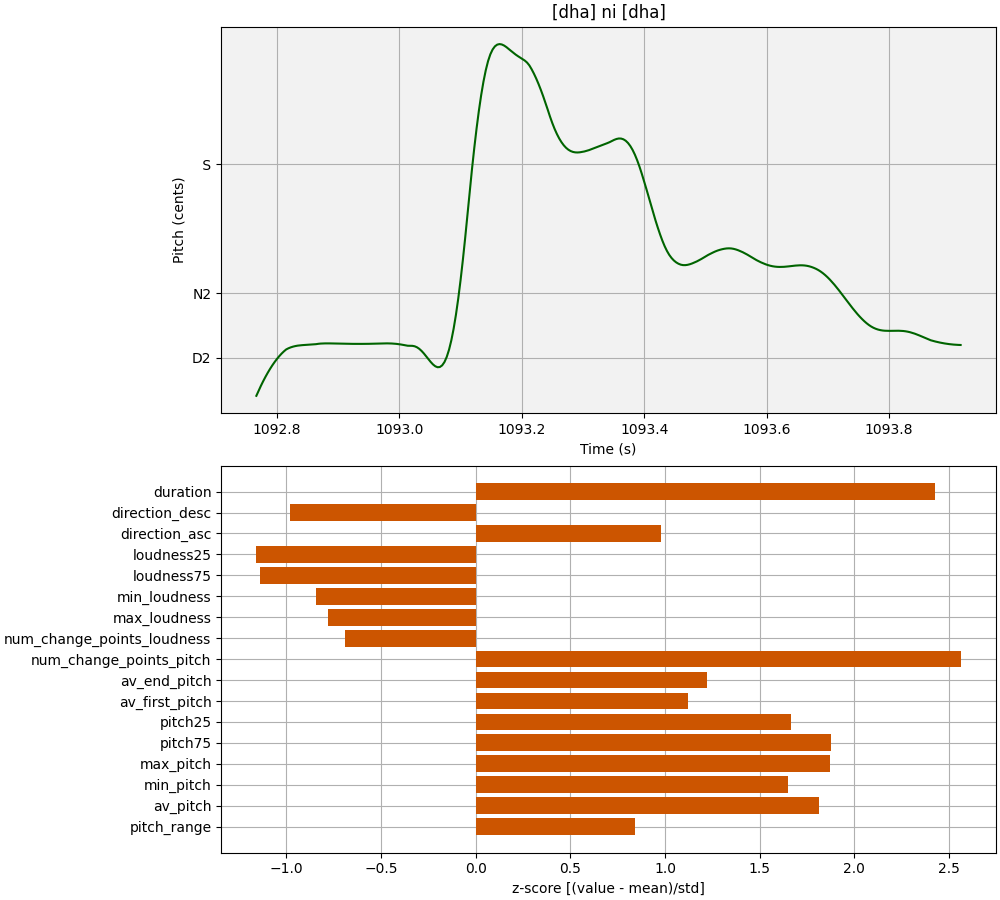 [dha] ni [dha]
S
N2
D2
Pitch (cents)
1092.8 1093.0 1093.2 1093.4 1093.6 1093.8
Time (s)
duration
direction_desc
direction_asc
loudness25
loudness75
min_loudness
max_loudness
num_change_points_loudness
num_change_points_pitch
av_end_pitch
av_first_pitch
pitch25
pitch75
max_pitch
min_pitch
av_pitch
pitch_range
−1.0 −0.5 0.0 0.5 1.0 1.5 2.0 2.5
z-score [(value - mean)/std]